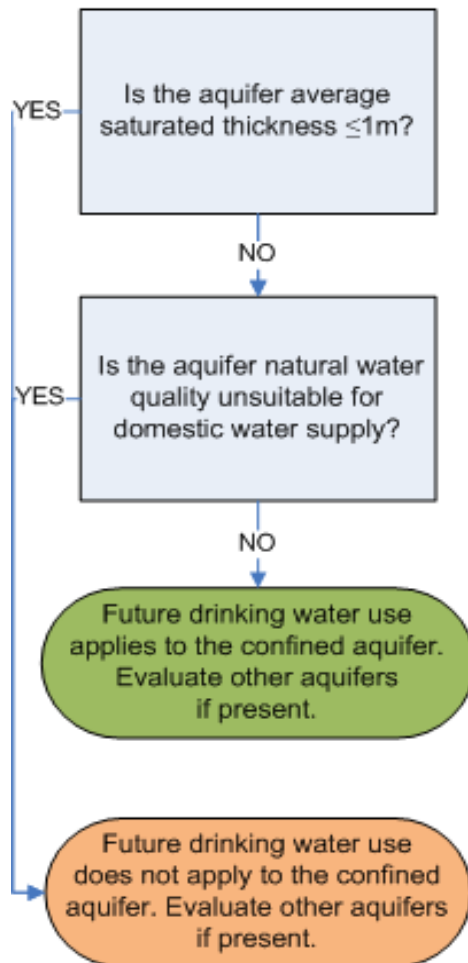 Is the aquifer average
saturated thickness ≤1m?
YES
NO
Is the aquifer natural water
quality unsuitable for
domestic water supply?
YES
NO
Future drinking water use
applies to the confined aquifer.
Evaluate other aquifers
if present.
Future drinking water use
does not apply to the confined
aquifer. Evaluate other aquifers
if present.